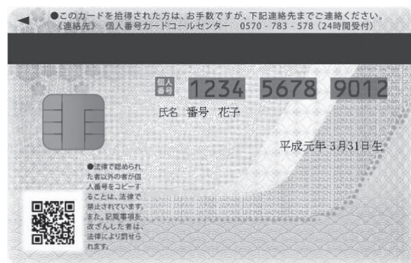 ●このカードを拾得された方は、お手数ですが、下記連絡先までご連絡ください。
《連絡先》 個人番号カードコールセンター 0570-783-578(24時間受付)
個人番号 1234 5678 9012
氏名 番号 花子
平成元年 3月31日生
●法律で認められ
た者以外の者が個
人番号をコピーす
ることは、法律で
禁止されています。
また、記載事項を
改ざんした者は、
法律により罰せら
れます。